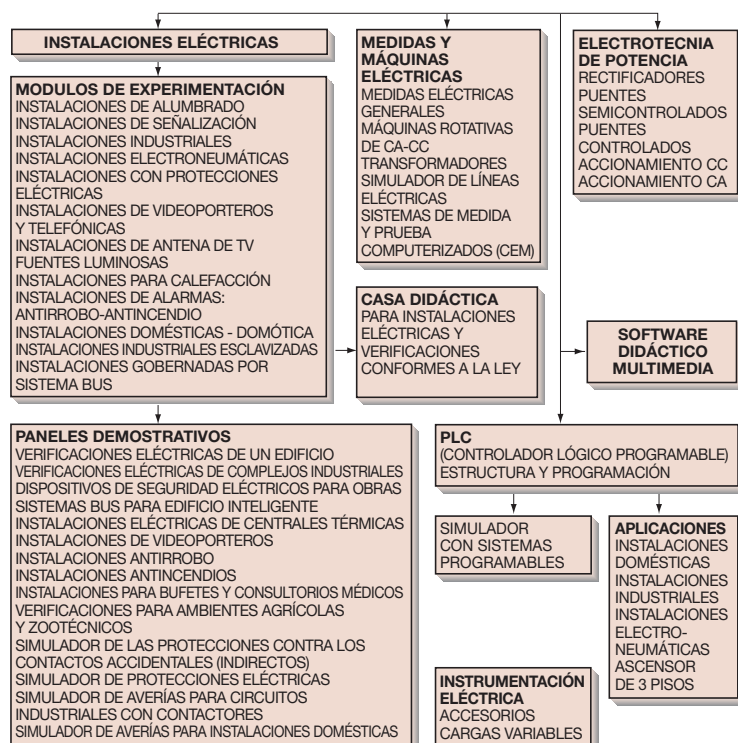 INSTALACIONES ELÉCTRICAS
MODULOS DE EXPERIMENTACIÓN
INSTALACIONES DE ALUMBRADO
INSTALACIONES DE SEÑALIZACIÓN
INSTALACIONES INDUSTRIALES
INSTALACIONES ELECTRONEUMÁTICAS
INSTALACIONES CON PROTECCIONES
ELÉCTRICAS
INSTALACIONES DE VIDEOPORTEROS
Y TELEFÓNICAS
INSTALACIONES DE ANTENA DE TV
FUENTES LUMINOSAS
INSTALACIONES PARA CALEFACCIÓN
INSTALACIONES DE ALARMAS:
ANTIRROBO-ANTINCENDIO
INSTALACIONES DOMÉSTICAS - DOMÓTICA
INSTALACIONES INDUSTRIALES ESCLAVIZADAS
INSTALACIONES GOBERNADAS POR
SISTEMA BUS
MEDIDAS Y
MÁQUINAS
ELÉCTRICAS
MEDIDAS ELÉCTRICAS
GENERALES
MÁQUINAS ROTATIVAS
DE CA-CC
TRANSFORMADORES
SIMULADOR DE LÍNEAS
ELÉCTRICAS
SISTEMAS DE MEDIDA
Y PRUEBA
COMPUTERIZADOS (CEM)
ELECTROTECNIA
DE POTENCIA
RECTIFICADORES
PUENTES
SEMICONTROLADOS
PUENTES
CONTROLADOS
ACCIONAMIENTO CC
ACCIONAMIENTO CA
CASA DIDÁCTICA
PARA INSTALACIONES
ELÉCTRICAS Y
VERIFICACIONES
CONFORMES A LA LEY
SOFTWARE
DIDÁCTICO
MULTIMEDIA
PANELES DEMOSTRATIVOS
VERIFICACIONES ELÉCTRICAS DE UN EDIFICIO
VERIFICACIONES ELÉCTRICAS DE COMPLEJOS INDUSTRIALES
DISPOSITIVOS DE SEGURIDAD ELÉCTRICOS PARA OBRAS
SISTEMAS BUS PARA EDIFICIO INTELIGENTE
INSTALACIONES ELÉCTRICAS DE CENTRALES TÉRMICAS
INSTALACIONES DE VIDEOPORTEROS
INSTALACIONES ANTIRROBO
INSTALACIONES ANTINCENDIOS
INSTALACIONES PARA BUFETES Y CONSULTORIOS MÉDICOS
VERIFICACIONES PARA AMBIENTES AGRÍCOLAS
Y ZOOTÉCNICOS
SIMULADOR DE LAS PROTECCIONES CONTRA LOS
CONTACTOS ACCIDENTALES (INDIRECTOS)
SIMULADOR DE PROTECCIONES ELÉCTRICAS
SIMULADOR DE AVERÍAS PARA CIRCUITOS
INDUSTRIALES CON CONTACTORES
SIMULADOR DE AVERÍAS PARA INSTALACIONES DOMÉSTICAS
PLC
(CONTROLADOR LÓGICO PROGRAMABLE)
ESTRUCTURA Y PROGRAMACIÓN
SIMULADOR
CON SISTEMAS
PROGRAMABLES
APLICACIONES
INSTALACIONES
DOMÉSTICAS
INSTALACIONES
INDUSTRIALES
INSTALACIONES
ELECTRO-
NEUMÁTICAS
ASCENSOR
DE 3 PISOS
INSTRUMENTACIÓN
ELÉCTRICA
ACCESORIOS
CARGAS VARIABLES